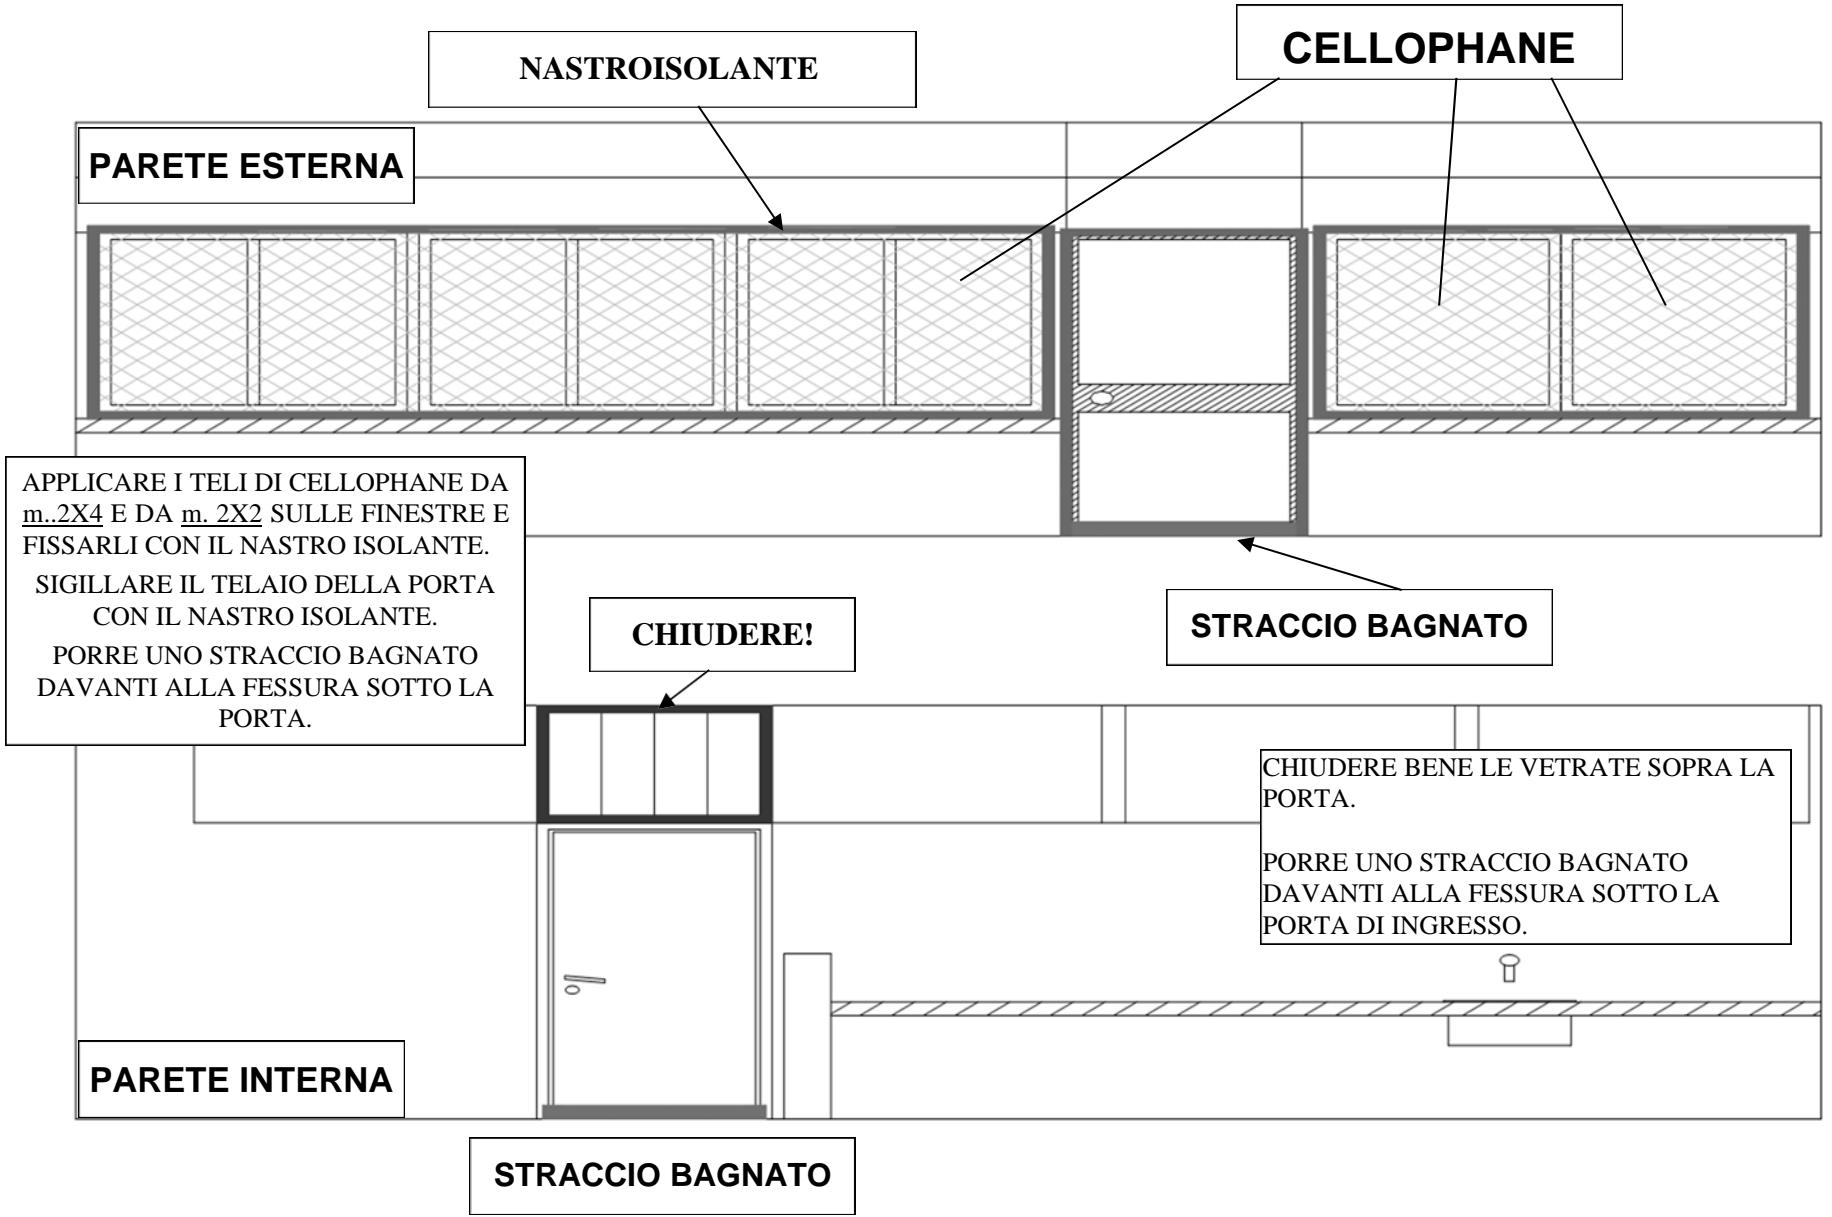 NASTROISOLANTE
CELLOPHANE
PARETE ESTERNA
APPLICARE I TELI DI CELLOPHANE DA
m..2X4 E DA m. 2X2 SULLE FINESTRE E
FISSARLI CON IL NASTRO ISOLANTE.
SIGILLARE IL TELAIO DELLA PORTA
CON IL NASTRO ISOLANTE.
PORRE UNO STRACCIO BAGNATO
DAVANTI ALLA FESSURA SOTTO LA
PORTA.
CHIUDERE!
STRACCIO BAGNATO
CHIUDERE BENE LE VETRATE SOPRA LA
PORTA.
PORRE UNO STRACCIO BAGNATO
DAVANTI ALLA FESSURA SOTTO LA
PORTA DI INGRESSO.
PARETE INTERNA
STRACCIO BAGNATO